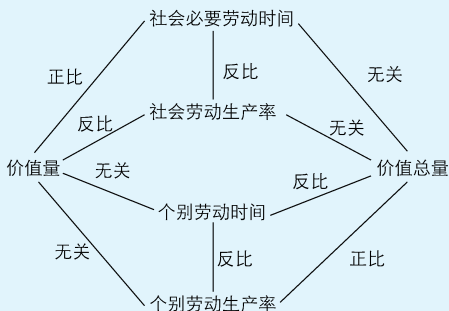 社会必要劳动时间
正比
反比
无关
社会劳动生产率
反比
无关
价值量
无关
价值总量
反比
个别劳动时间
无关
反比
正比
个别劳动生产率